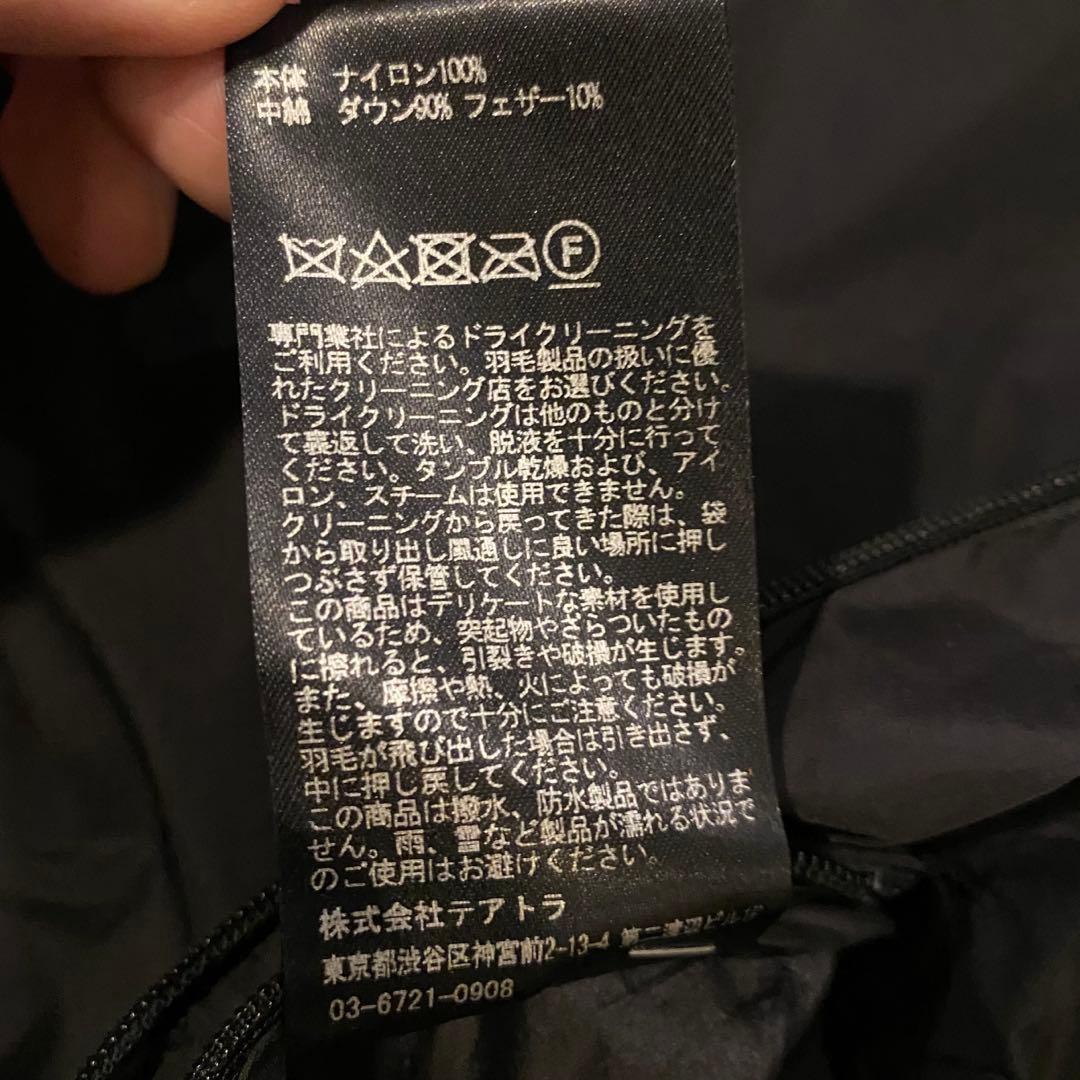 本体 ナイロン100%
中綿 ダウン90% フェザー10%
F
専門業社によるドライクリーニングを
ご利用ください。羽毛製品の扱いに優
れたクリーニング店をお選びください。
ドライクリーニングは他のものと分け
て裏返して洗い、脱液を十分に行って
ください。タンブル乾燥および、アイ
ロン、スチームは使用できません。
クリーニングから戻ってきた際は、袋
から取り出し風通しに良い場所に押し
つぶさず保管してください。
この商品はデリケートな素材を使用し
ているため、突起物やざらついたもの
に擦れると、引裂きや破損が生じます。
また、摩擦や熱、火によっても破損が
生じますので十分にご注意ください。
羽毛が飛び出した場合は引き出さず、
中に押し戻してください。
この商品は撥水、防水製品ではありま
せん。雨、雪など製品が濡れる状況で
のご使用はお避けください。
株式会社テアトラ
東京都渋谷区神宮前2-13-4
03-6721-0908